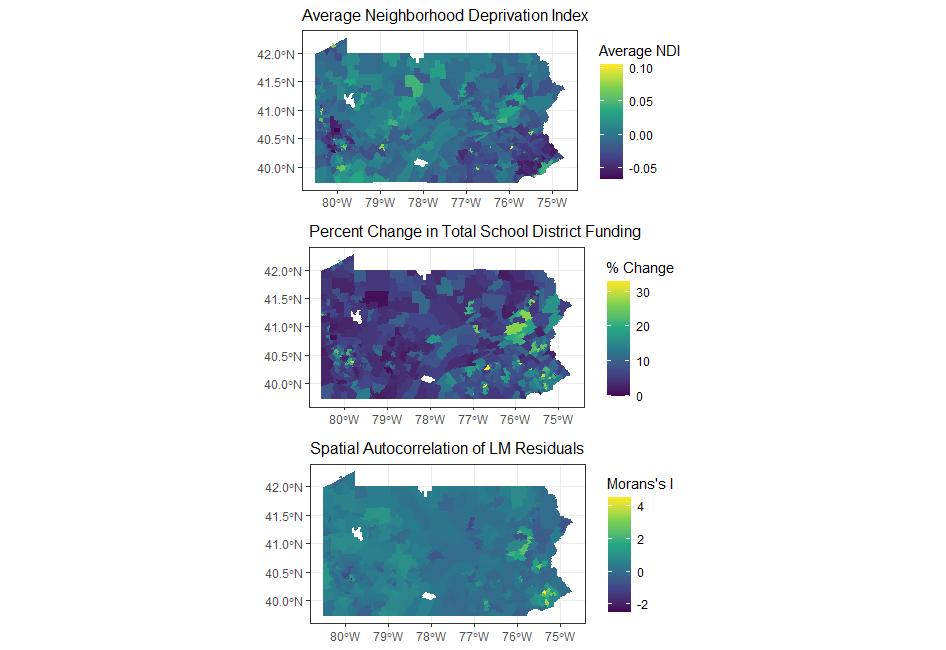 Average Neighborhood Deprivation Index
Average NDI
42.0°N
41.5°N
41.0°N
40.5°N
40.0°N
0.10
0.05
0.00
-0.05
80°W 79°W 78°W 77°W 76°W 75°W
Percent Change in Total School District Funding
% Change
42.0°N
41.5°N
41.0°N
40.5°N
40.0°N
30
20
10
0
80°W 79°W 78°W 77°W 76°W 75°W
Spatial Autocorrelation of LM Residuals
Morans's I
42.0°N
41.5°N
41.0°N
40.5°N
40.0°N
4
2
0
-2
80°W 79°W 78°W 77°W 76°W 75°W